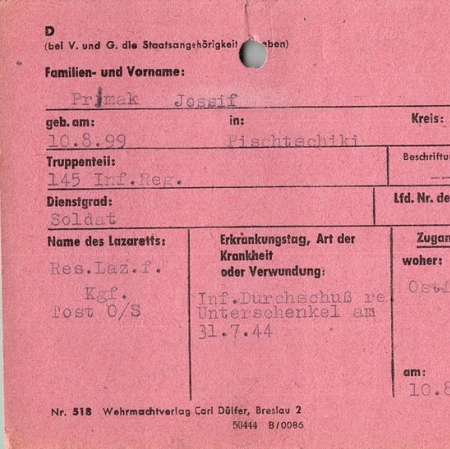 D
(bei V. und G. die Staatsangehörigkeit eben)
Familien- und Vorname:
Primak Jossif
geb. am: in: Kreis:
10.8.99 Pischtschiki
Truppenteil: Beschriftu
145 Inf.Reg.
Dienstgrad: Lfd. Nr. de
Soldat
Name des Lazaretts: Erkrankungstag, Art der Zugan
Krankheit woher:
oder Verwundung:
Res.Laz.f. Ost
Kgf. Inf.Durchschuß re
Tost O/S Unterschenkel am
31.7.44
am:
10.8
Nr. 518 Wehrmachtverlag Carl Dülfer, Breslau 2
50444 B/0086